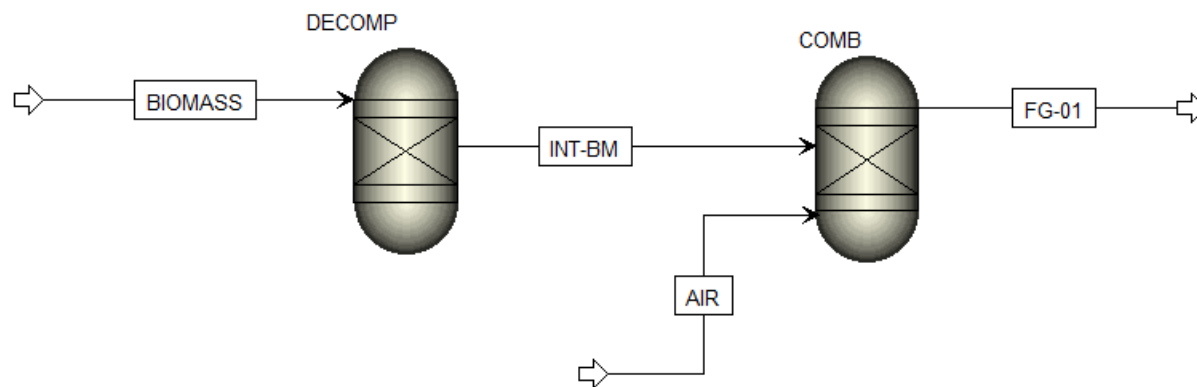 DECOMP
COMB
BIOMASS
FG-01
INT-BM
AIR